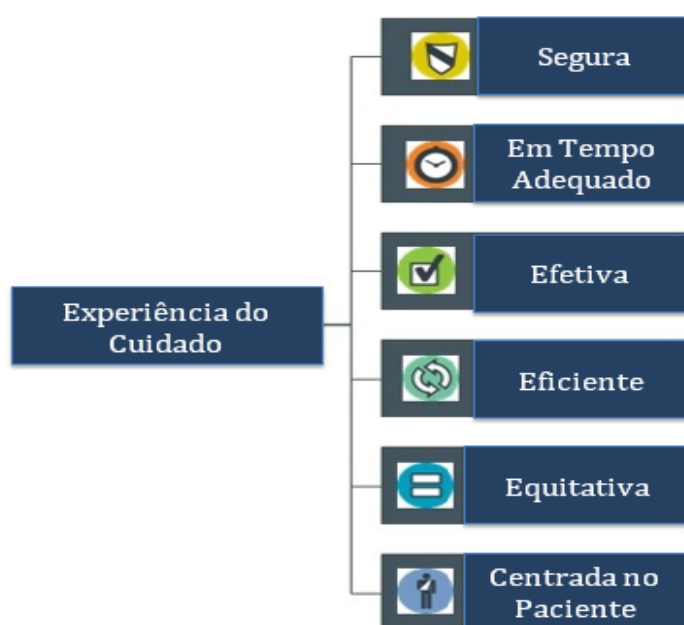 Experiência do
Cuidado
Segura
Em Tempo
Adequado
Efetiva
Eficiente
Equitativa
Centrada no
Paciente